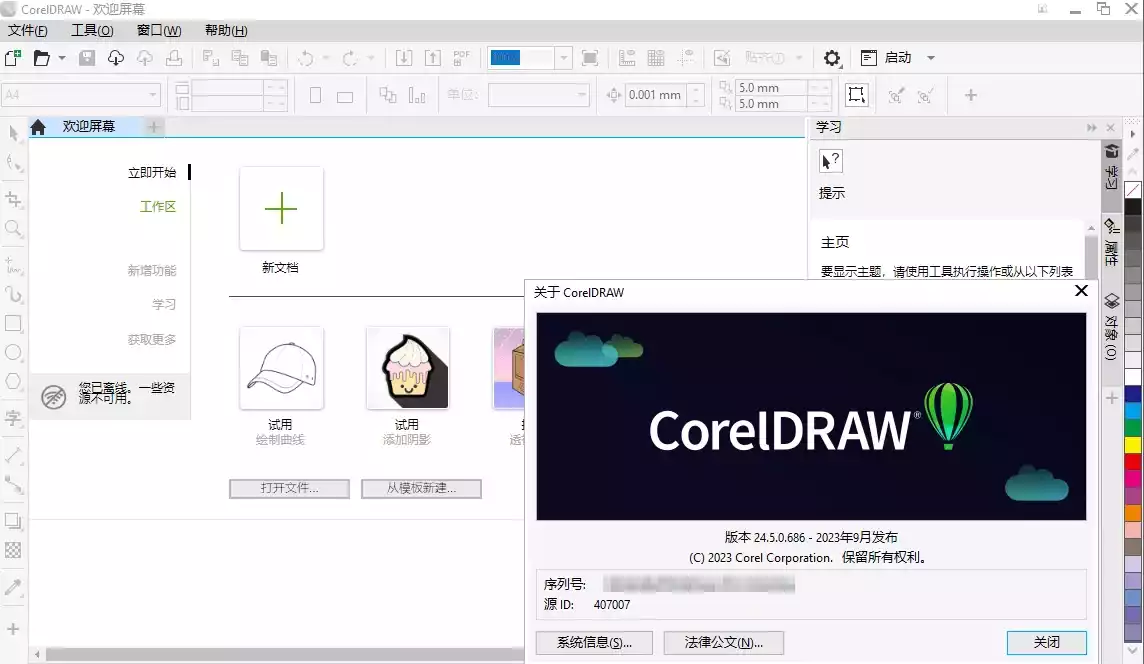 CorelDRAW - 欢迎屏幕
文件(F) 工具(O) 窗口(W) 帮助(H)
PDF
启动
A4
单位:
0.001 mm
5.0 mm
5.0 mm
欢迎屏幕
学习
立即开始
工作区
新增功能
学习
获取更多
您已离线。一些资
源不可用。
新文档
试用
绘制曲线
试用
添加阴影
打开文件...
从模板新建...
提示
主页
要显示主题，请使用工具执行操作或从以下列表
学习
属性
对象 (O)
字
关于 CorelDRAW
CorelDRAW®
版本 24.5.0.686 - 2023年9月发布
(C) 2023 Corel Corporation。保留所有权利。
序列号:
源 ID: 407007
系统信息(S)...
法律公文(N)...
关闭